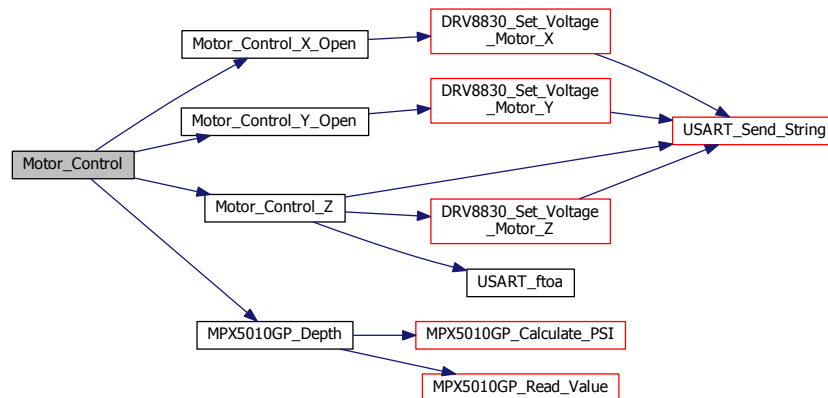 Motor_Control
Motor_Control_X_Open
Motor_Control_Y_Open
Motor_Control_Z
MPX5010GP_Depth
DRV8830_Set_Voltage
_Motor_X
DRV8830_Set_Voltage
_Motor_Y
DRV8830_Set_Voltage
_Motor_Z
USART_ftoa
MPX5010GP_Calculate_PSI
MPX5010GP_Read_Value
USART_Send_String